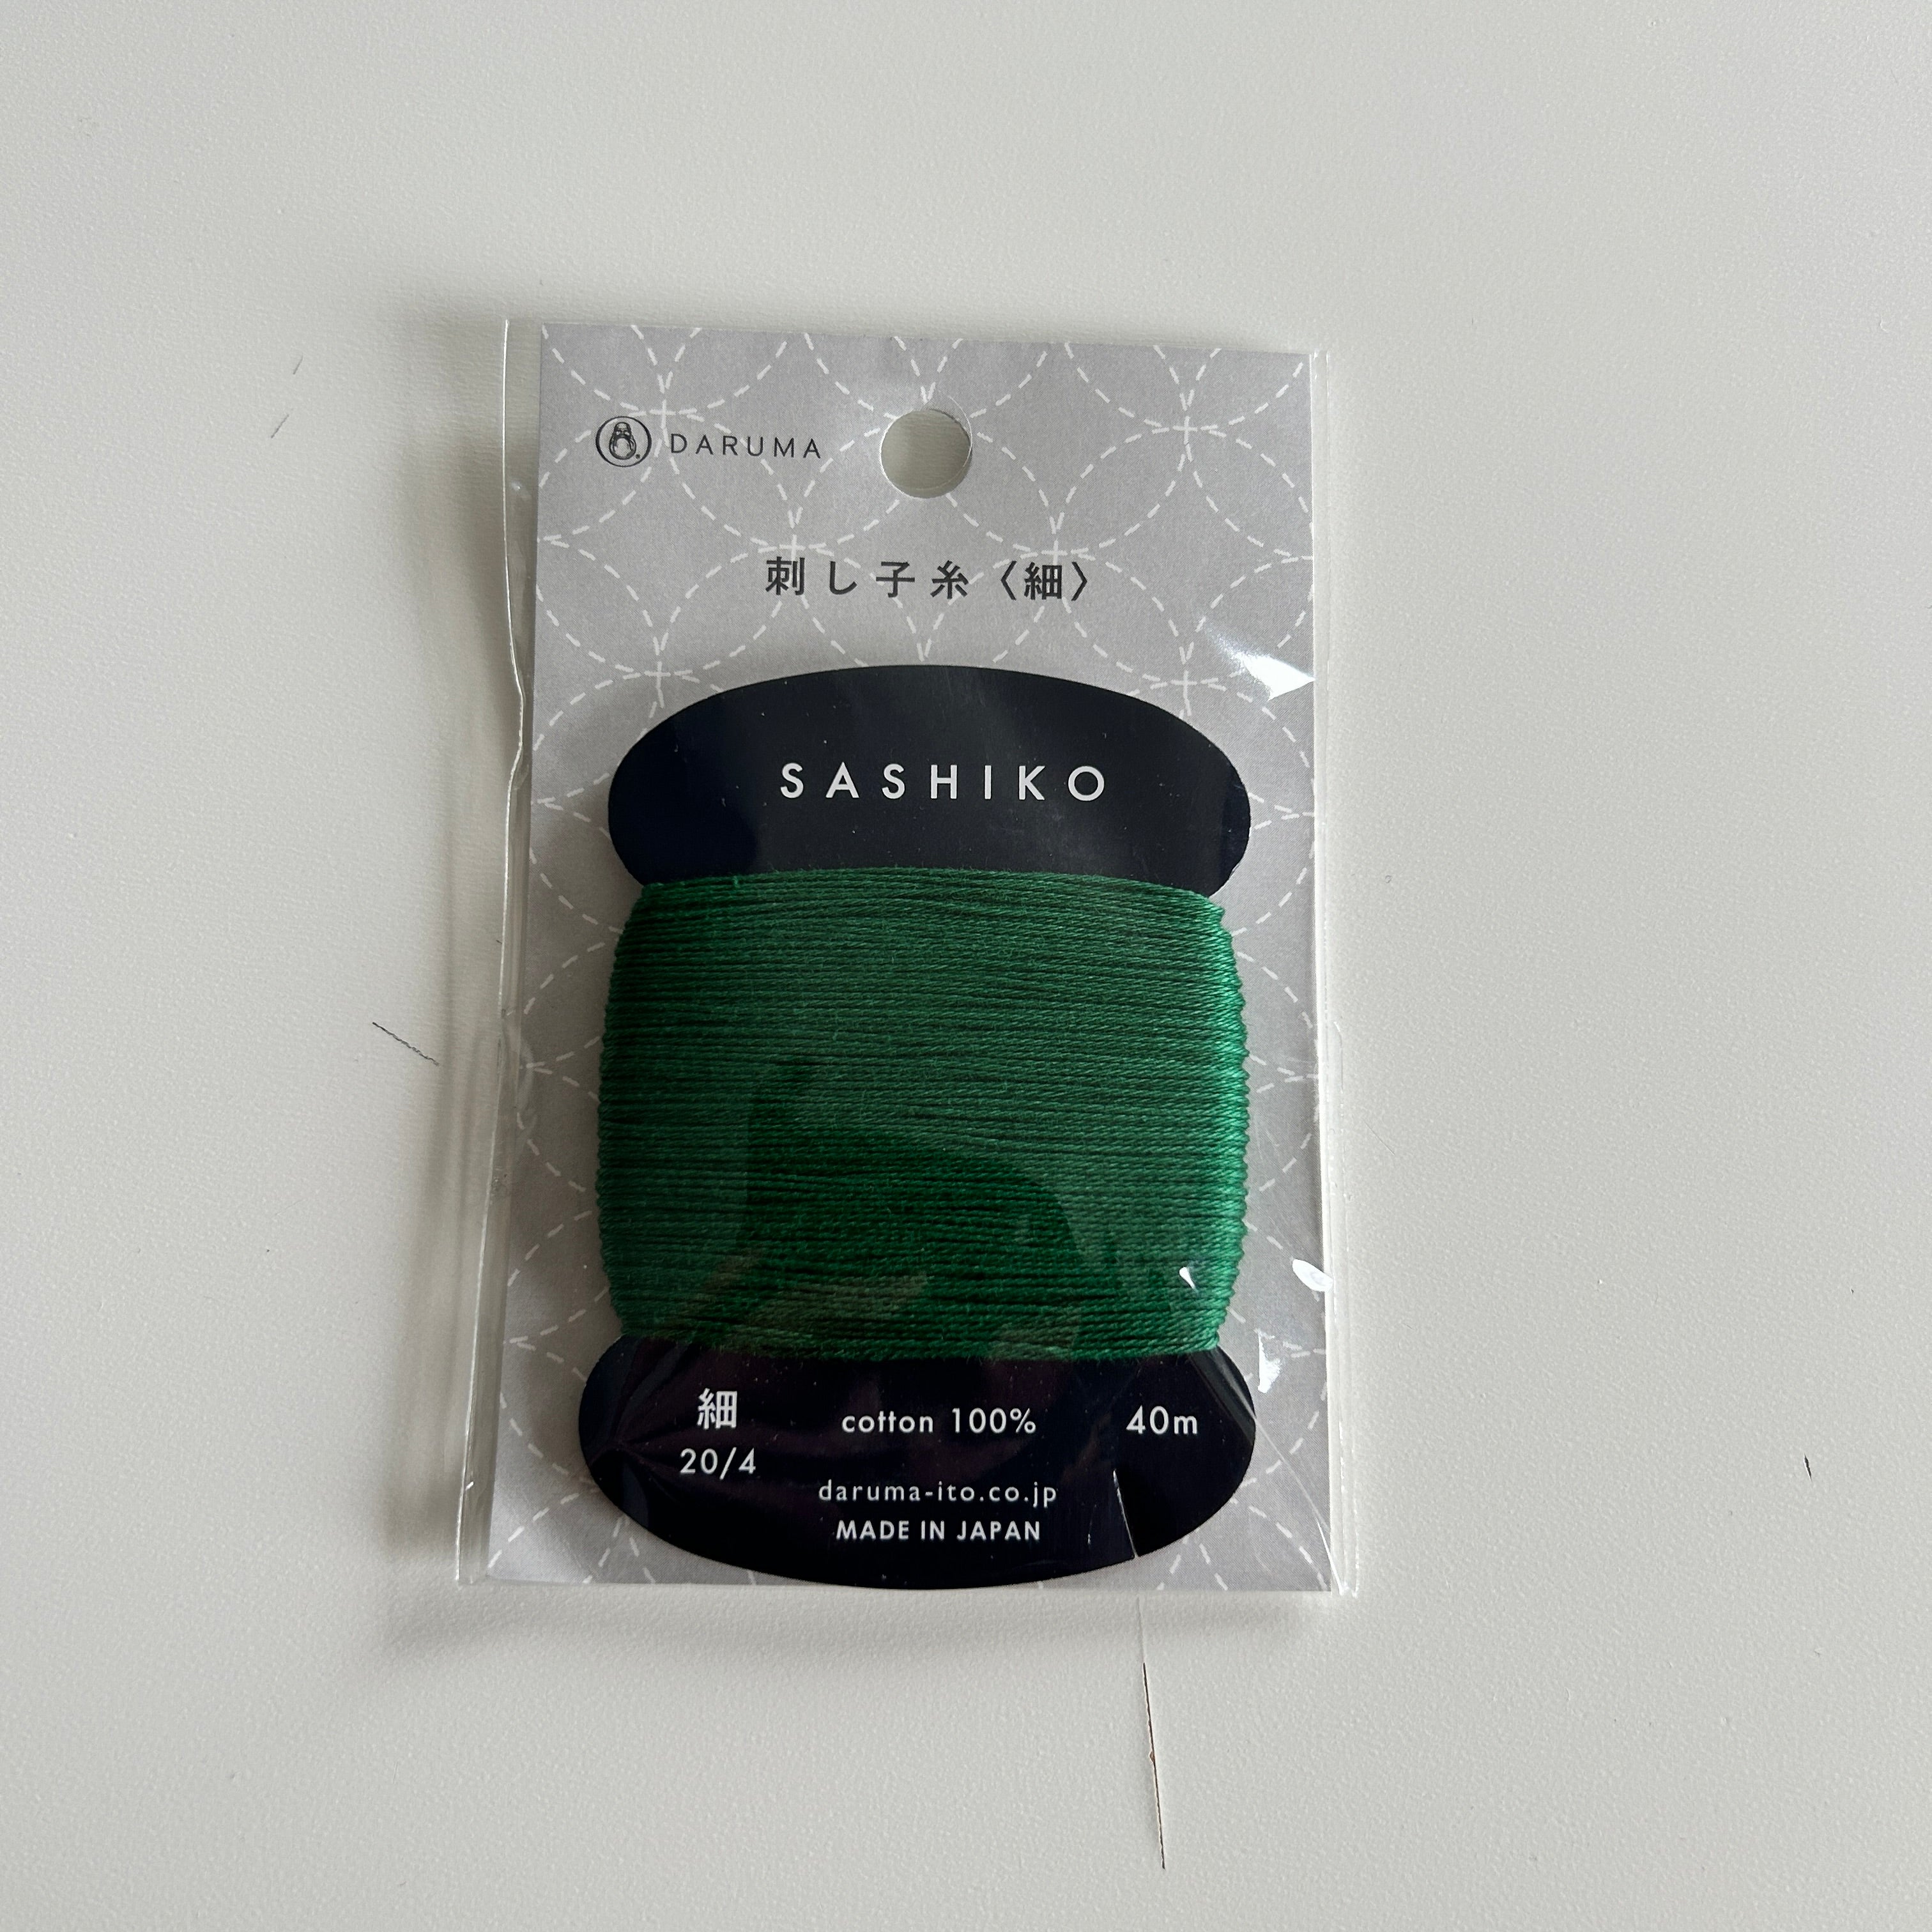 DARUMA
刺し子糸〈細〉
SASHIKO
細
20/4
cotton 100%
40m
daruma-ito.co.jp
MADE IN JAPAN